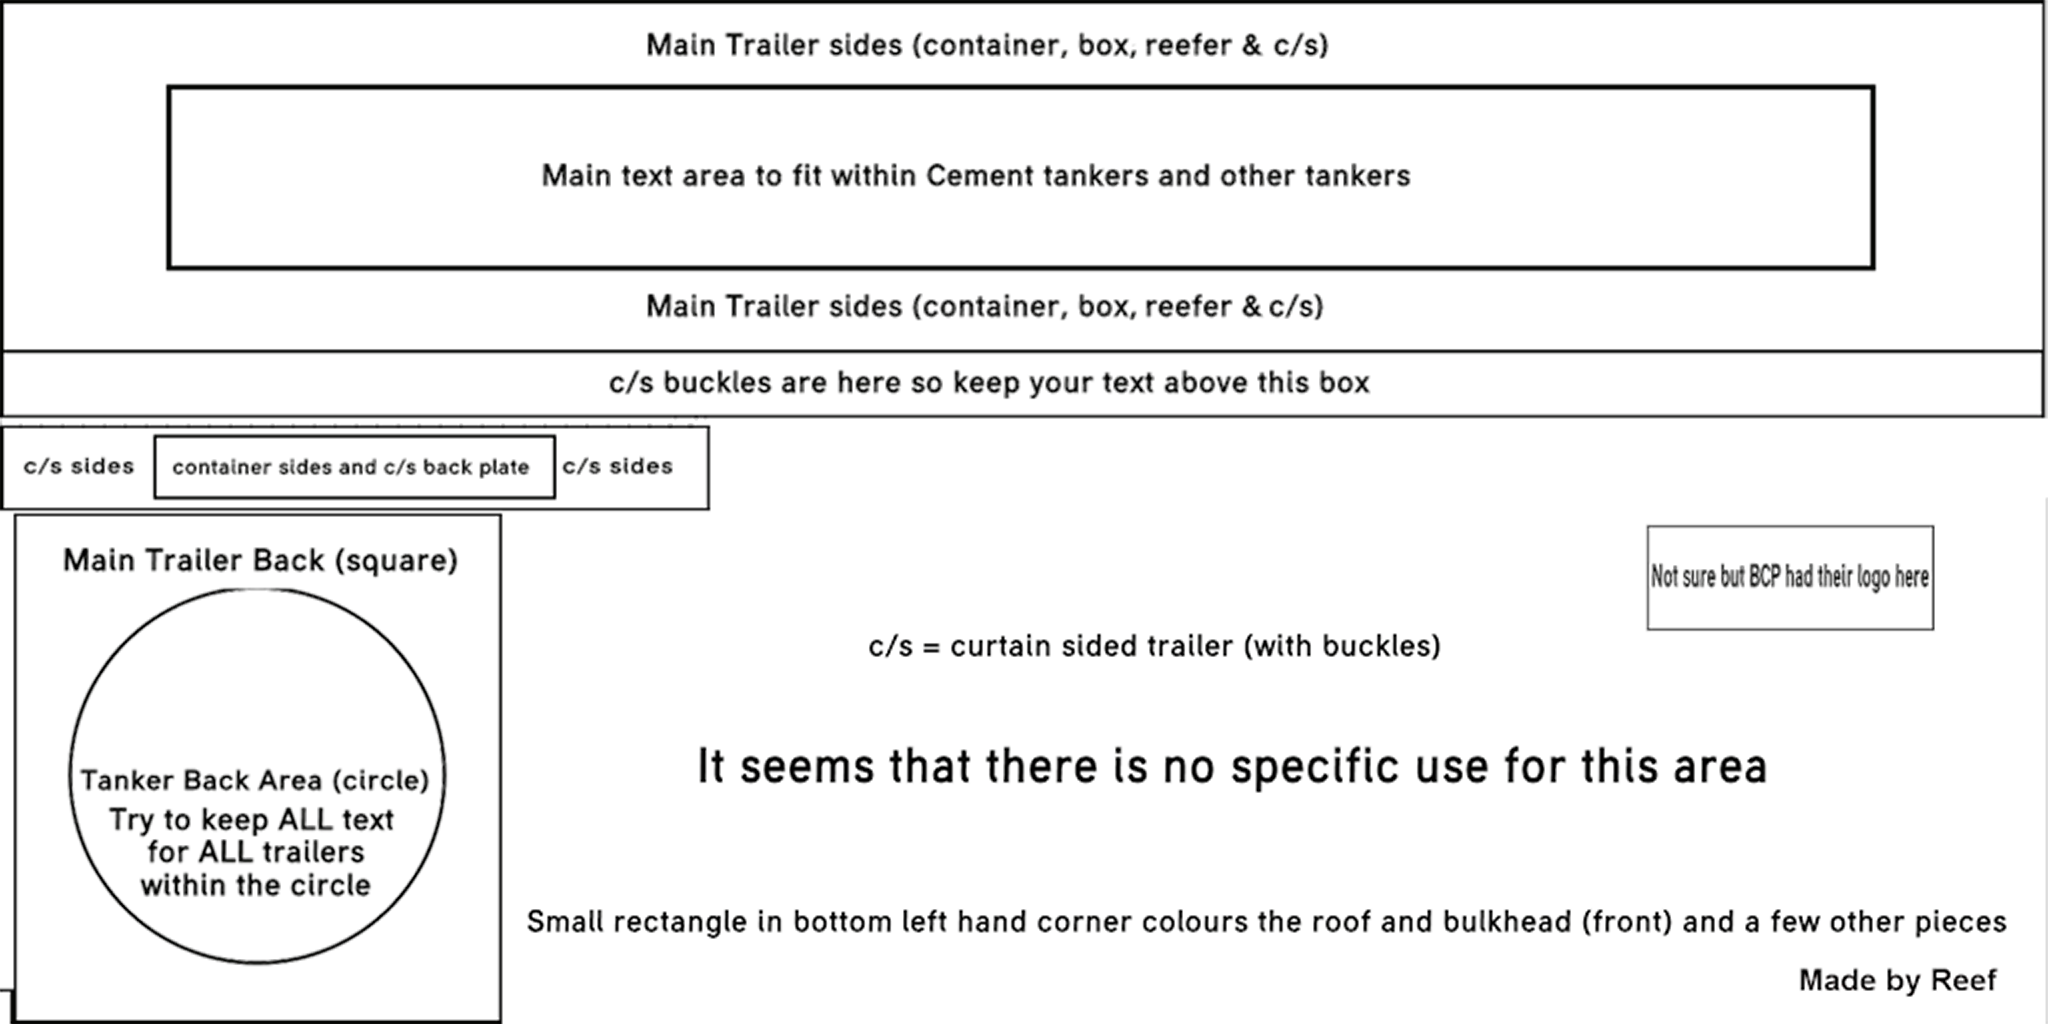 Main Trailer sides (container, box, reefer & c/s)
Main text area to fit within Cement tankers and other tankers
Main Trailer sides (container, box, reefer & c/s)
c/s buckles are here so keep your text above this box
c/s sides
container sides and c/s back plate
c/s sides
Main Trailer Back (square)
Tanker Back Area (circle)
Try to keep ALL text
for ALL trailers
within the circle
Not sure but BCP had their logo here
c/s = curtain sided trailer (with buckles)
It seems that there is no specific use for this area
Small rectangle in bottom left hand corner colours the roof and bulkhead (front) and a few other pieces
Made by Reef